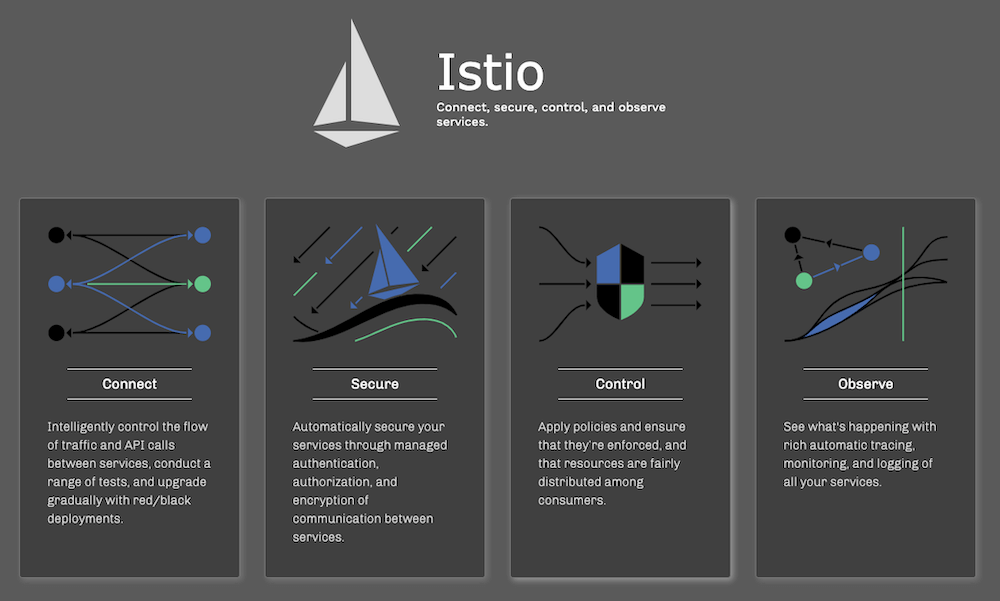 Istio
Connect, secure, control, and observe
services.
Connect
Intelligently control the flow
of traffic and API calls
between services, conduct a
range of tests, and upgrade
gradually with red/black
deployments.
Secure
Automatically secure your
services through managed
authentication,
authorization, and
encryption of
communication between
services.
Control
Apply policies and ensure
that they're enforced, and
that resources are fairly
distributed among
consumers.
Observe
See what's happening with
rich automatic tracing,
monitoring, and logging of
all your services.